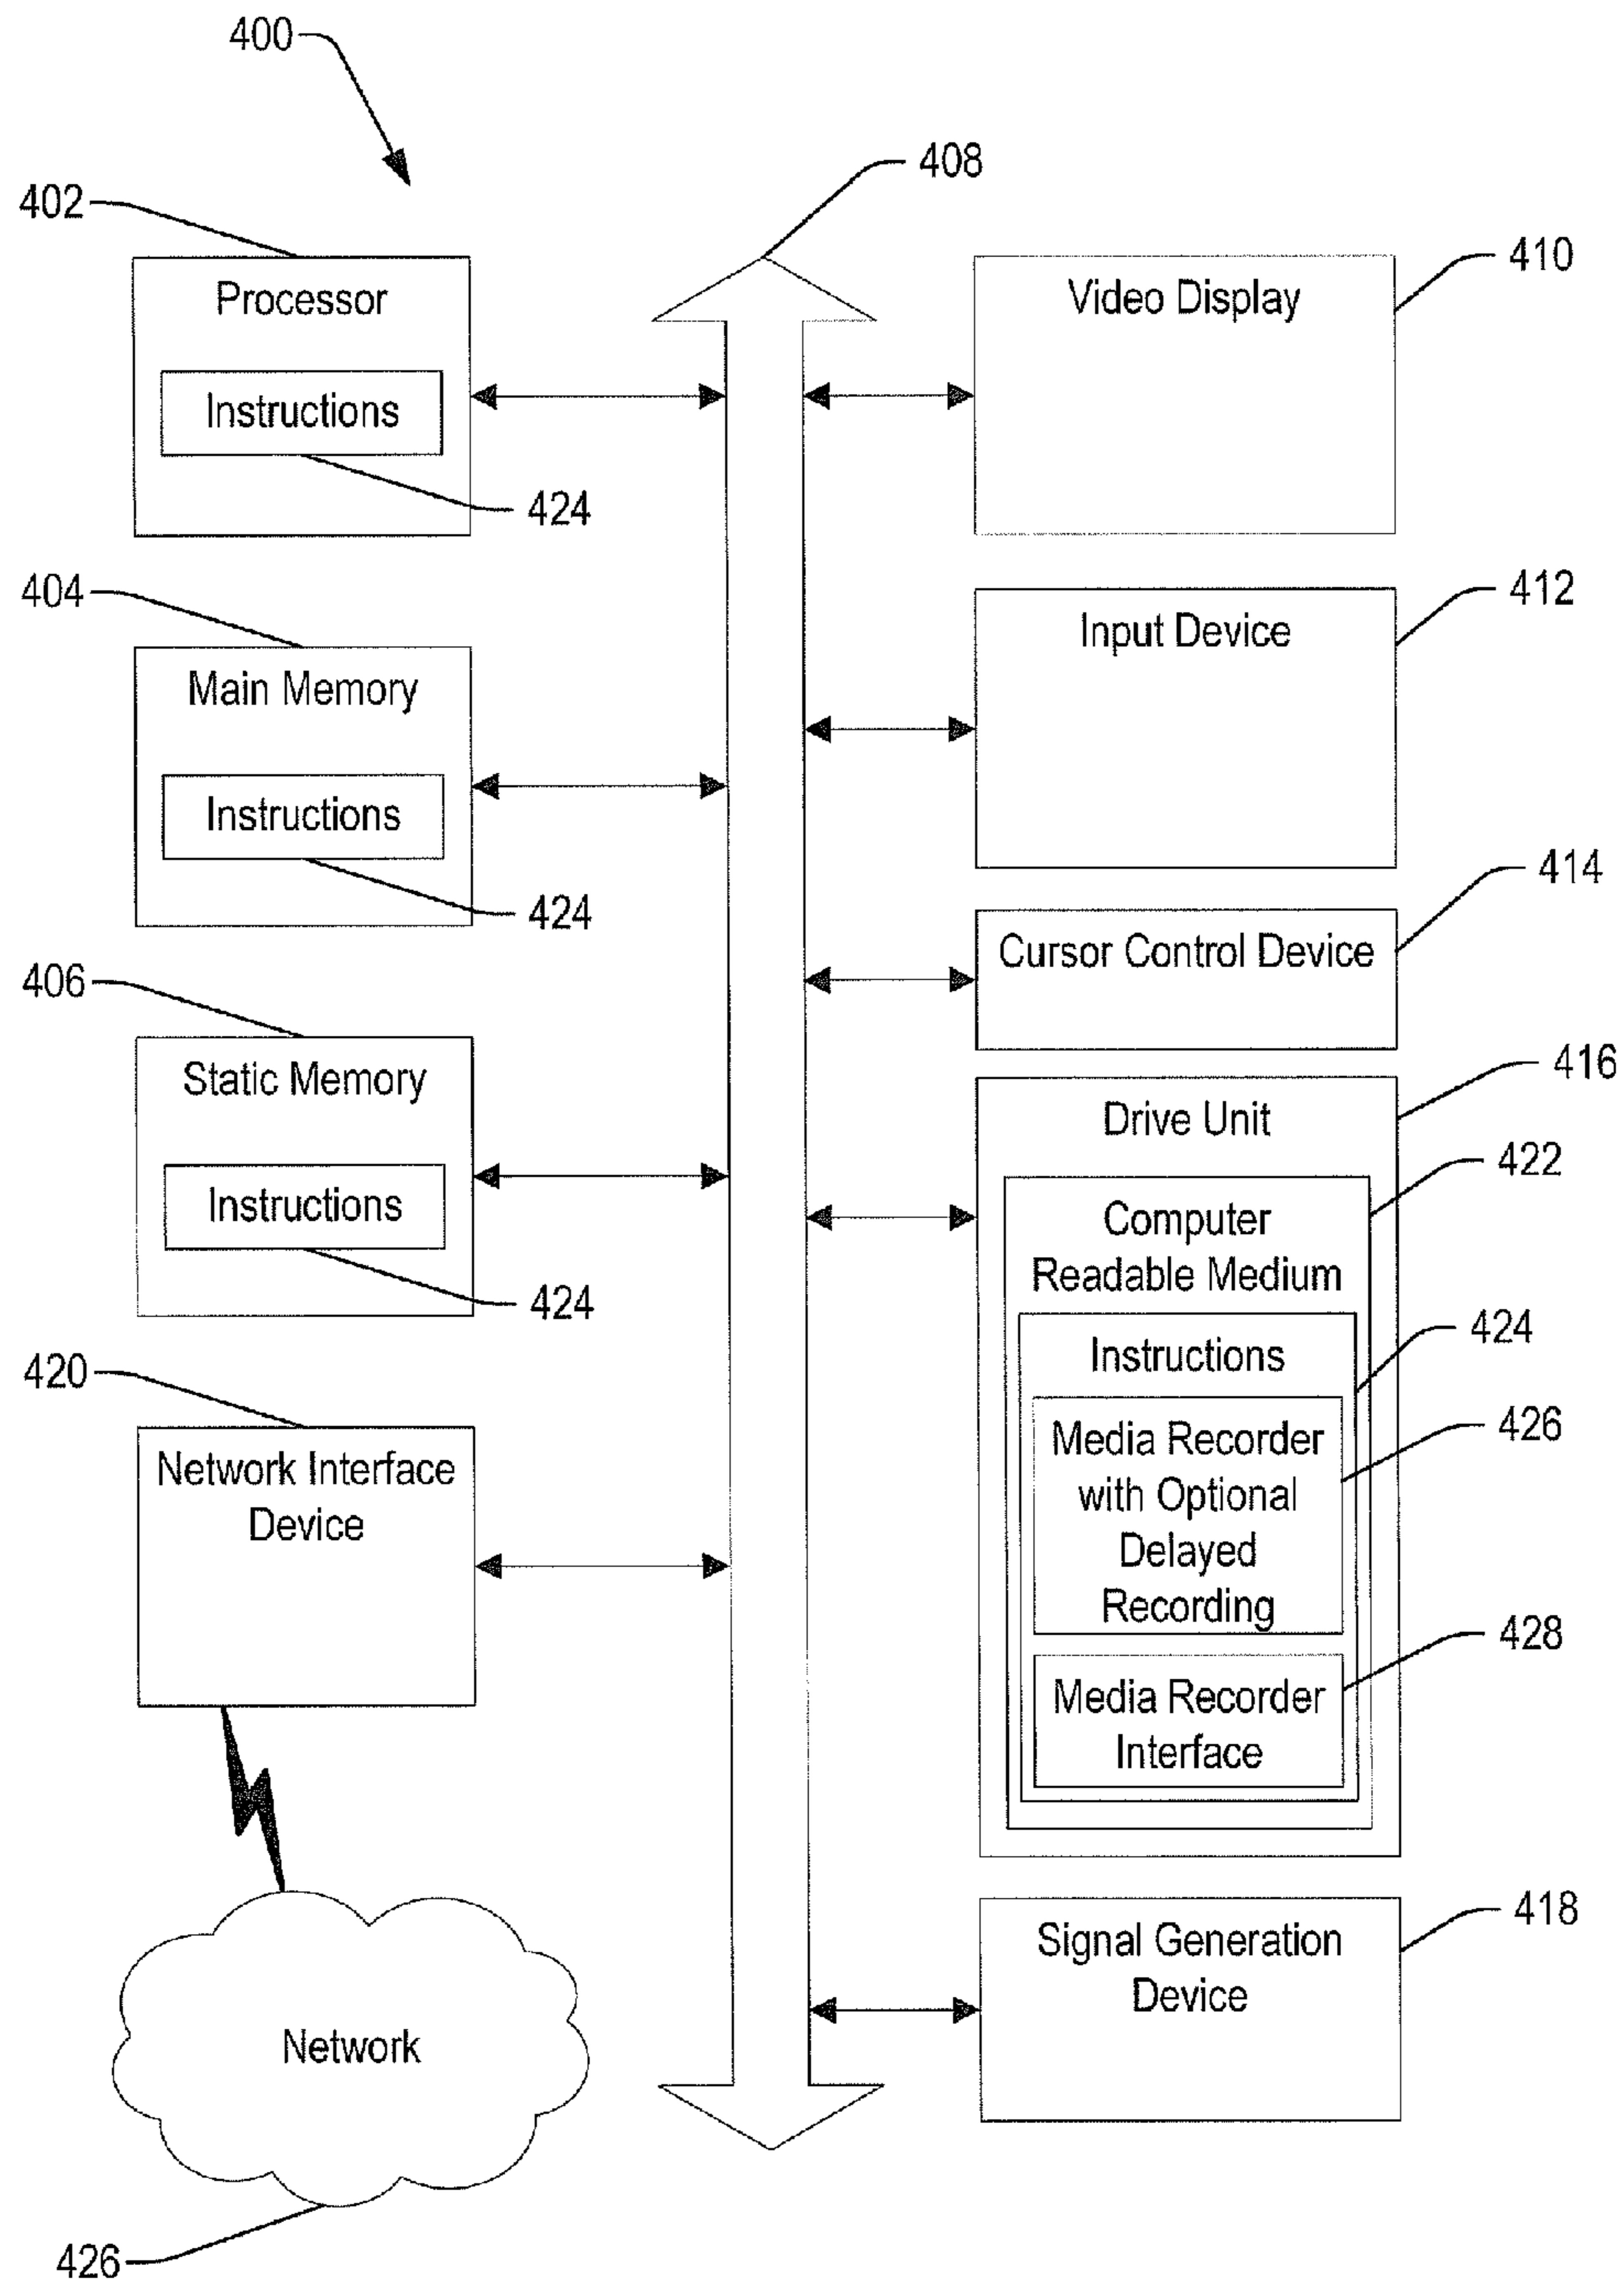 400
408
402
Processor
Instructions
424
404
Main Memory
Instructions
424
406
Static Memory
Instructions
424
420
Network Interface
Device
Network
426
410
Video Display
412
Input Device
414
Cursor Control Device
416
Drive Unit
422
Computer
Readable Medium
424
Instructions
426
Media Recorder
with Optional
Delayed
Recording
428
Media Recorder
Interface
418
Signal Generation
Device